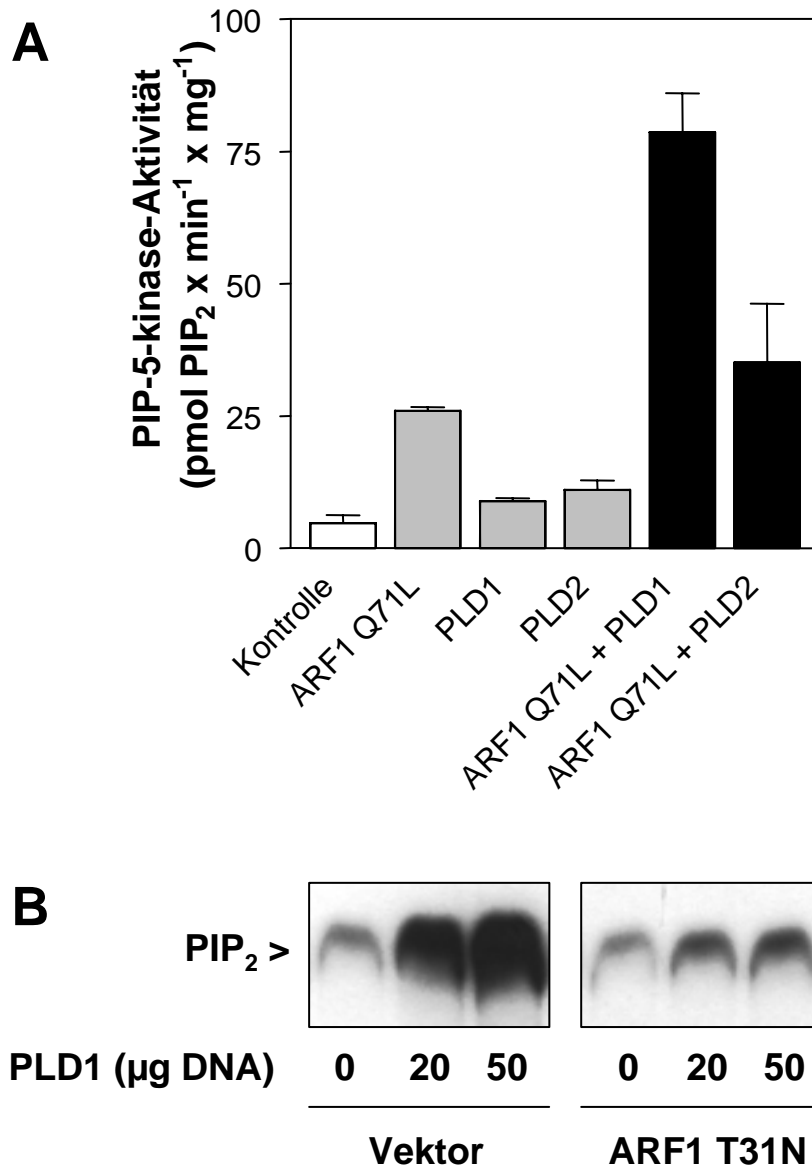 A
PIP-5-kinase-Aktivität
(pmol PIP₂ x min⁻¹ x mg⁻¹)
100
75
50
25
0
Kontrolle
ARF1 Q71L
PLD1
PLD2
ARF1 Q71L + PLD1
ARF1 Q71L + PLD2
B
PIP₂ >
PLD1 (µg DNA) 0 20 50 0 20 50
Vektor ARF1 T31N